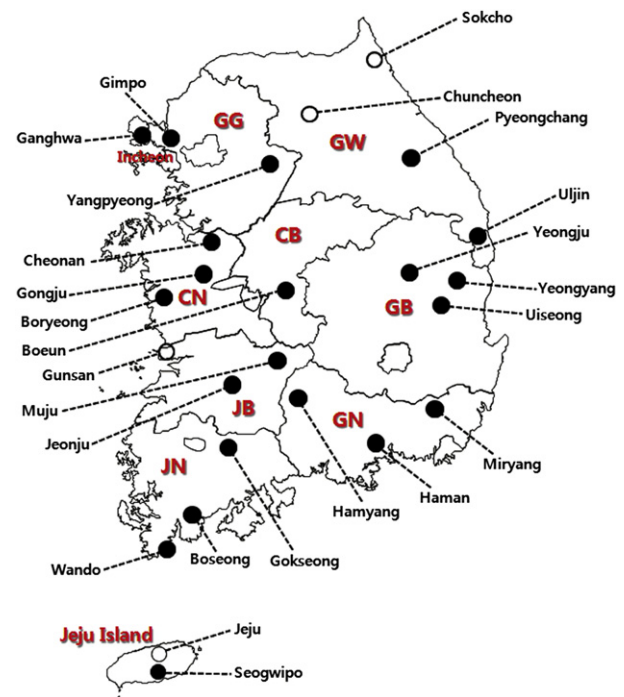 Sokcho
Gimpo
Chuncheon
GG
Pyeongchang
Ganghwa
GW
Incheon
Yangpyeong
Uljin
CB
Yeongju
Cheonan
Yeongyang
Gongju
CN
GB
Uiseong
Boryeong
Boeun
Gunsan
Muju
JB
GN
Jeonju
JN
Miryang
Haman
Hamyang
Boseong
Gokseong
Wando
Jeju Island
Jeju
Seogwipo